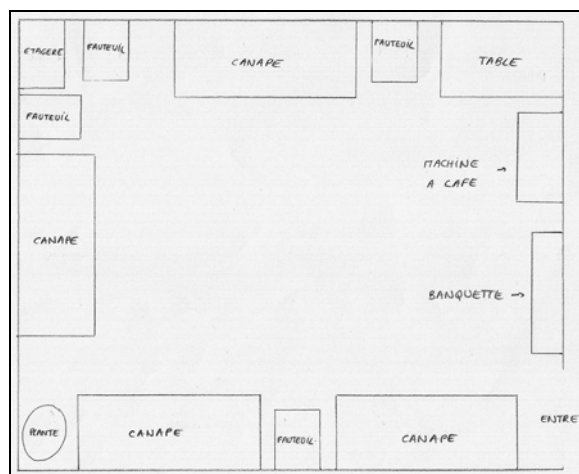 ETAGERE
FAUTEUIL
CANAPE
FAUTEUIL
TABLE
FAUTEUIL
MACHINE
A CAFE
CANAPE
BANQUETTE
PLANTE
CANAPE
FAUTEUIL
CANAPE
ENTRE